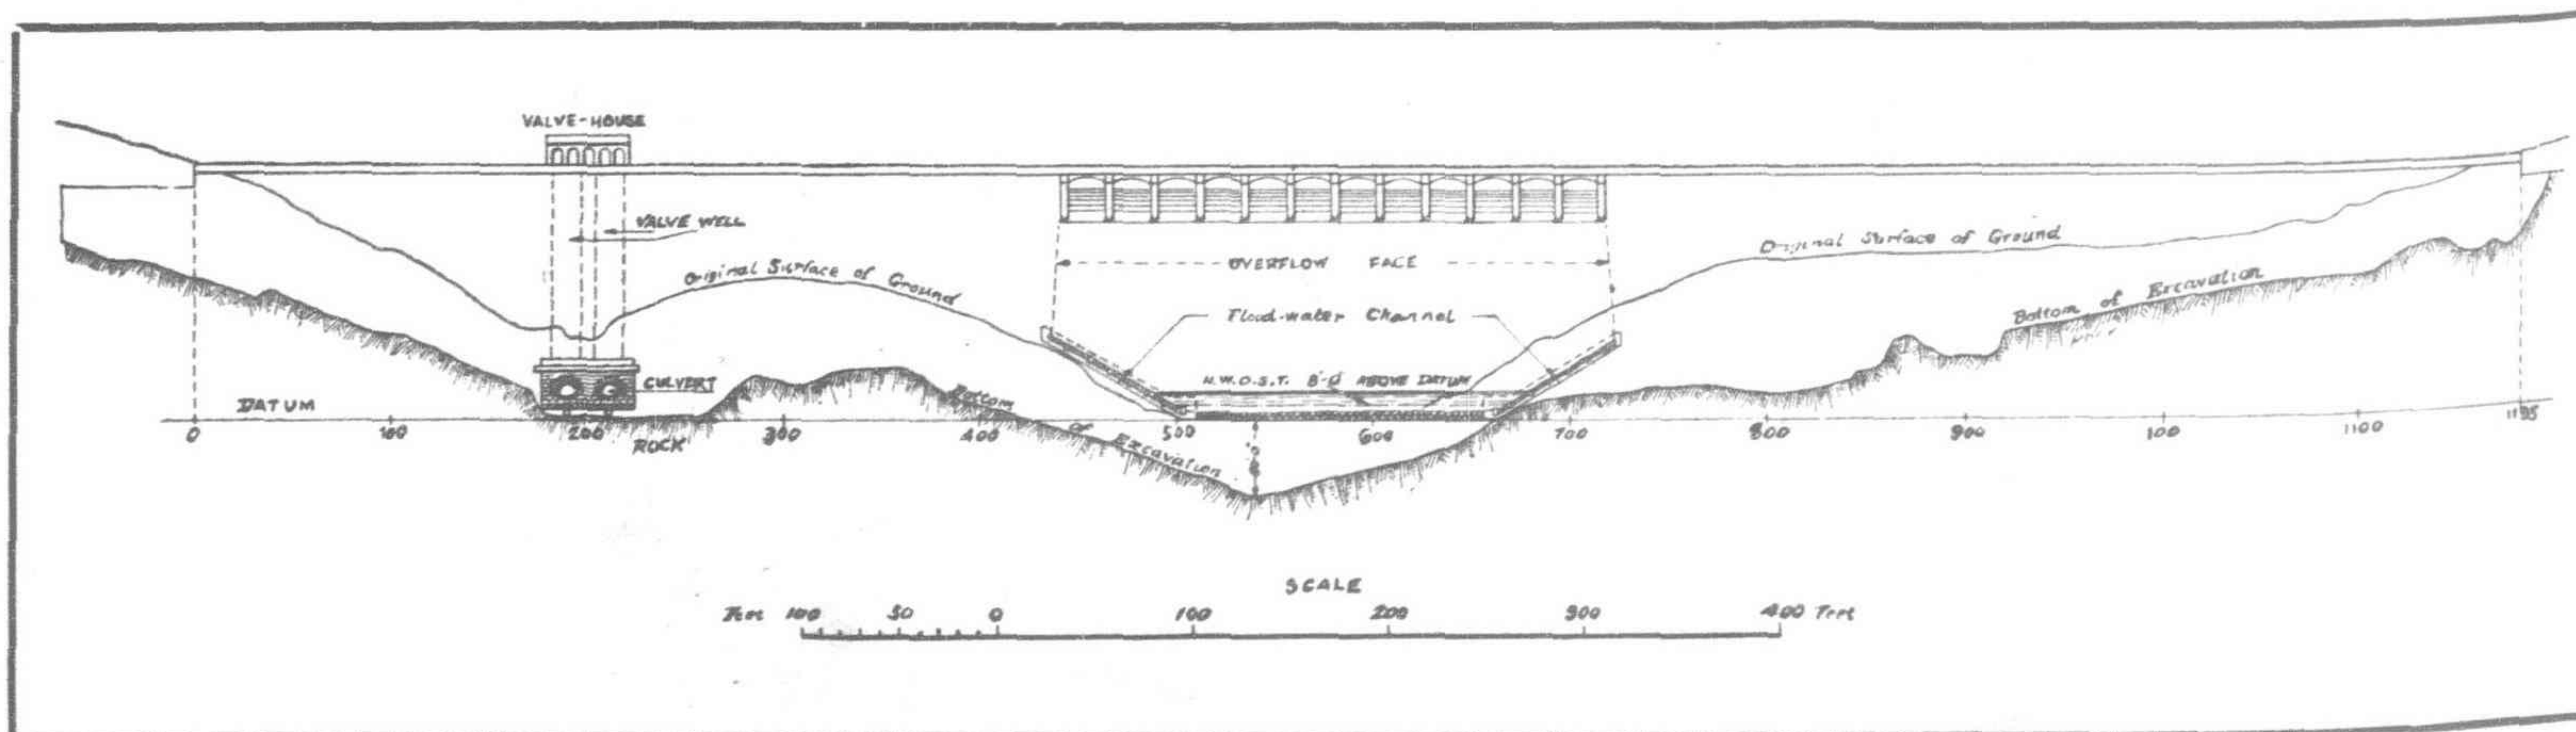 VALVE-HOUSE
VALVE WELL
Original Surface of Ground
Original Surface of Ground
OVERFLOW FACE
Bottom of Excavation
Flood-water Channel
H.W.O.S.T. 8'-0" ABOVE DATUM
CULVERT
DATUM
Bottom of Excavation
0 100 200 300 400 500 600 700 800 900 100 1100 1185
ROCK
SCALE
Feet 100 50 0 100 200 300 400 Feet